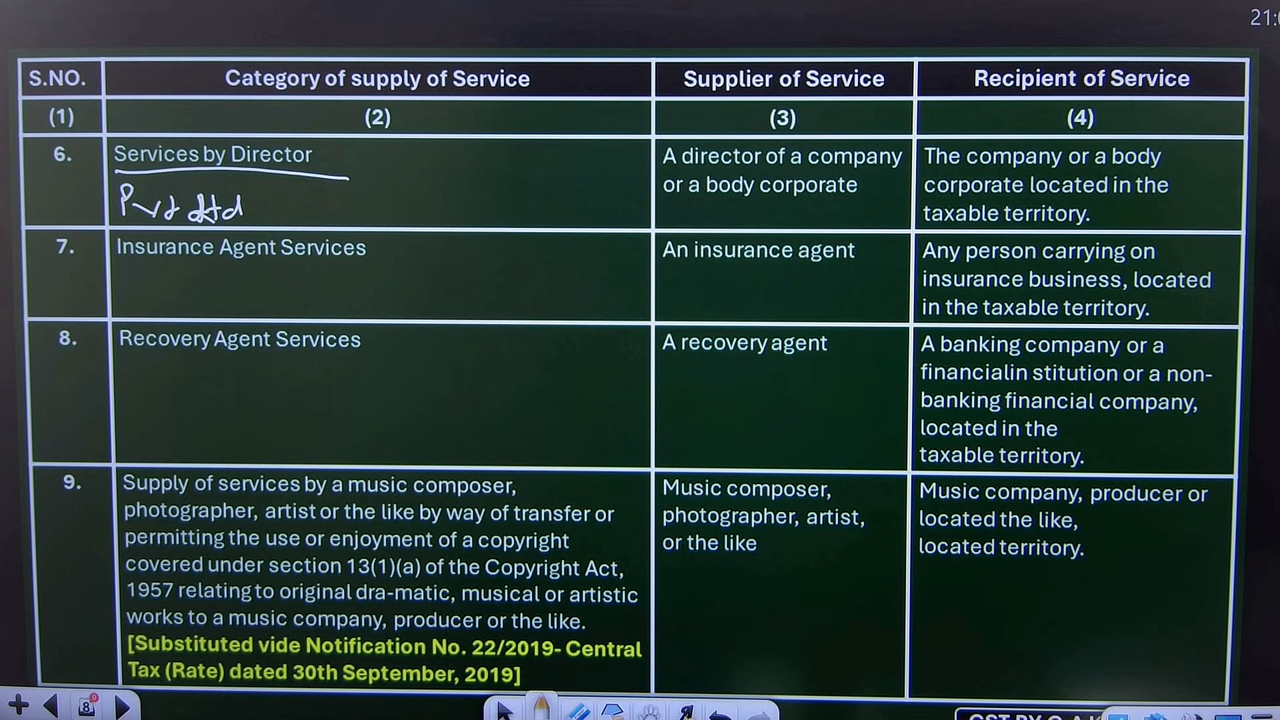 21:
S.NO. Category of supply of Service Supplier of Service Recipient of Service
(1) (2) (3) (4)
6. Services by Director
Pvt Ltd
A director of a company
or a body corporate
The company or a body
corporate located in the
taxable territory.
7. Insurance Agent Services
An insurance agent
Any person carrying on
insurance business, located
in the taxable territory.
8. Recovery Agent Services
A recovery agent
A banking company or a
financialin stitution or a non-
banking financial company,
located in the
taxable territory.
9. Supply of services by a music composer,
photographer, artist or the like by way of transfer or
permitting the use or enjoyment of a copyright
covered under section 13(1)(a) of the Copyright Act,
1957 relating to original dra-matic, musical or artistic
works to a music company, producer or the like.
[Substituted vide Notification No. 22/2019- Central
Tax (Rate) dated 30th September, 2019]
Music composer,
photographer, artist,
or the like
Music company, producer or
located the like,
located territory.
8
GST BY C A